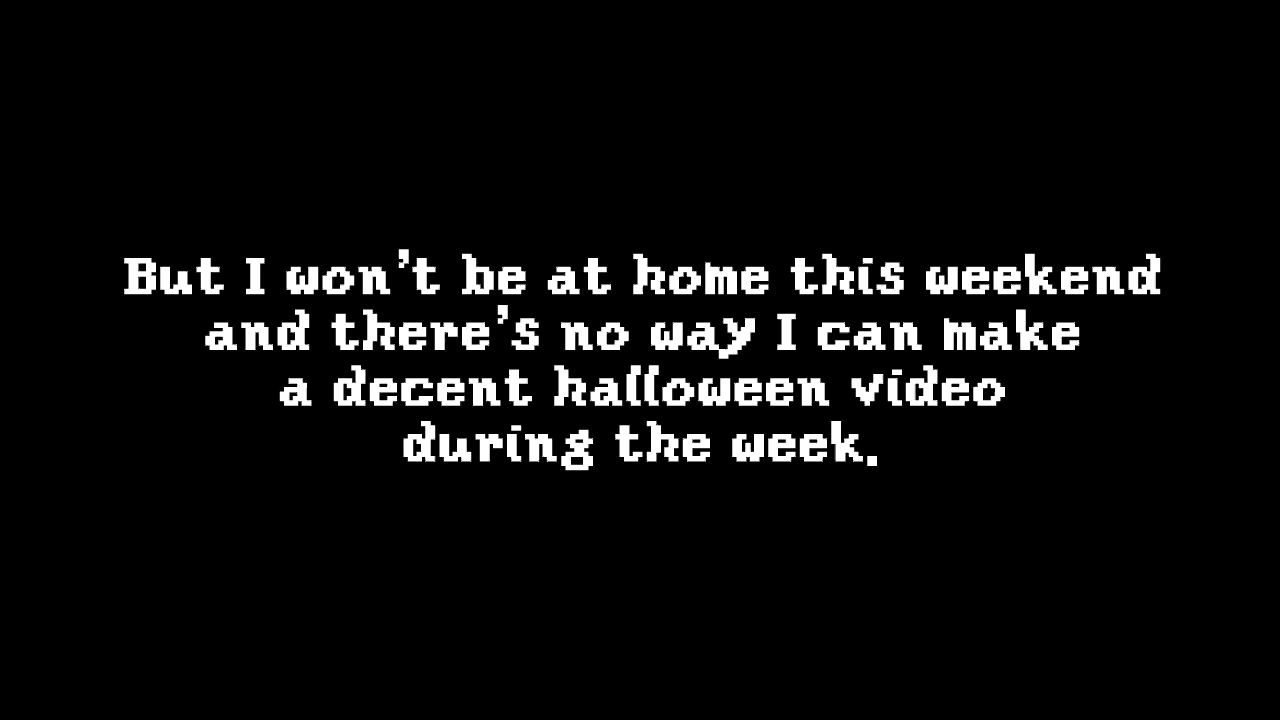 But I won't be at home this weekend
and there's no way I can make
a decent halloween video
during the week.